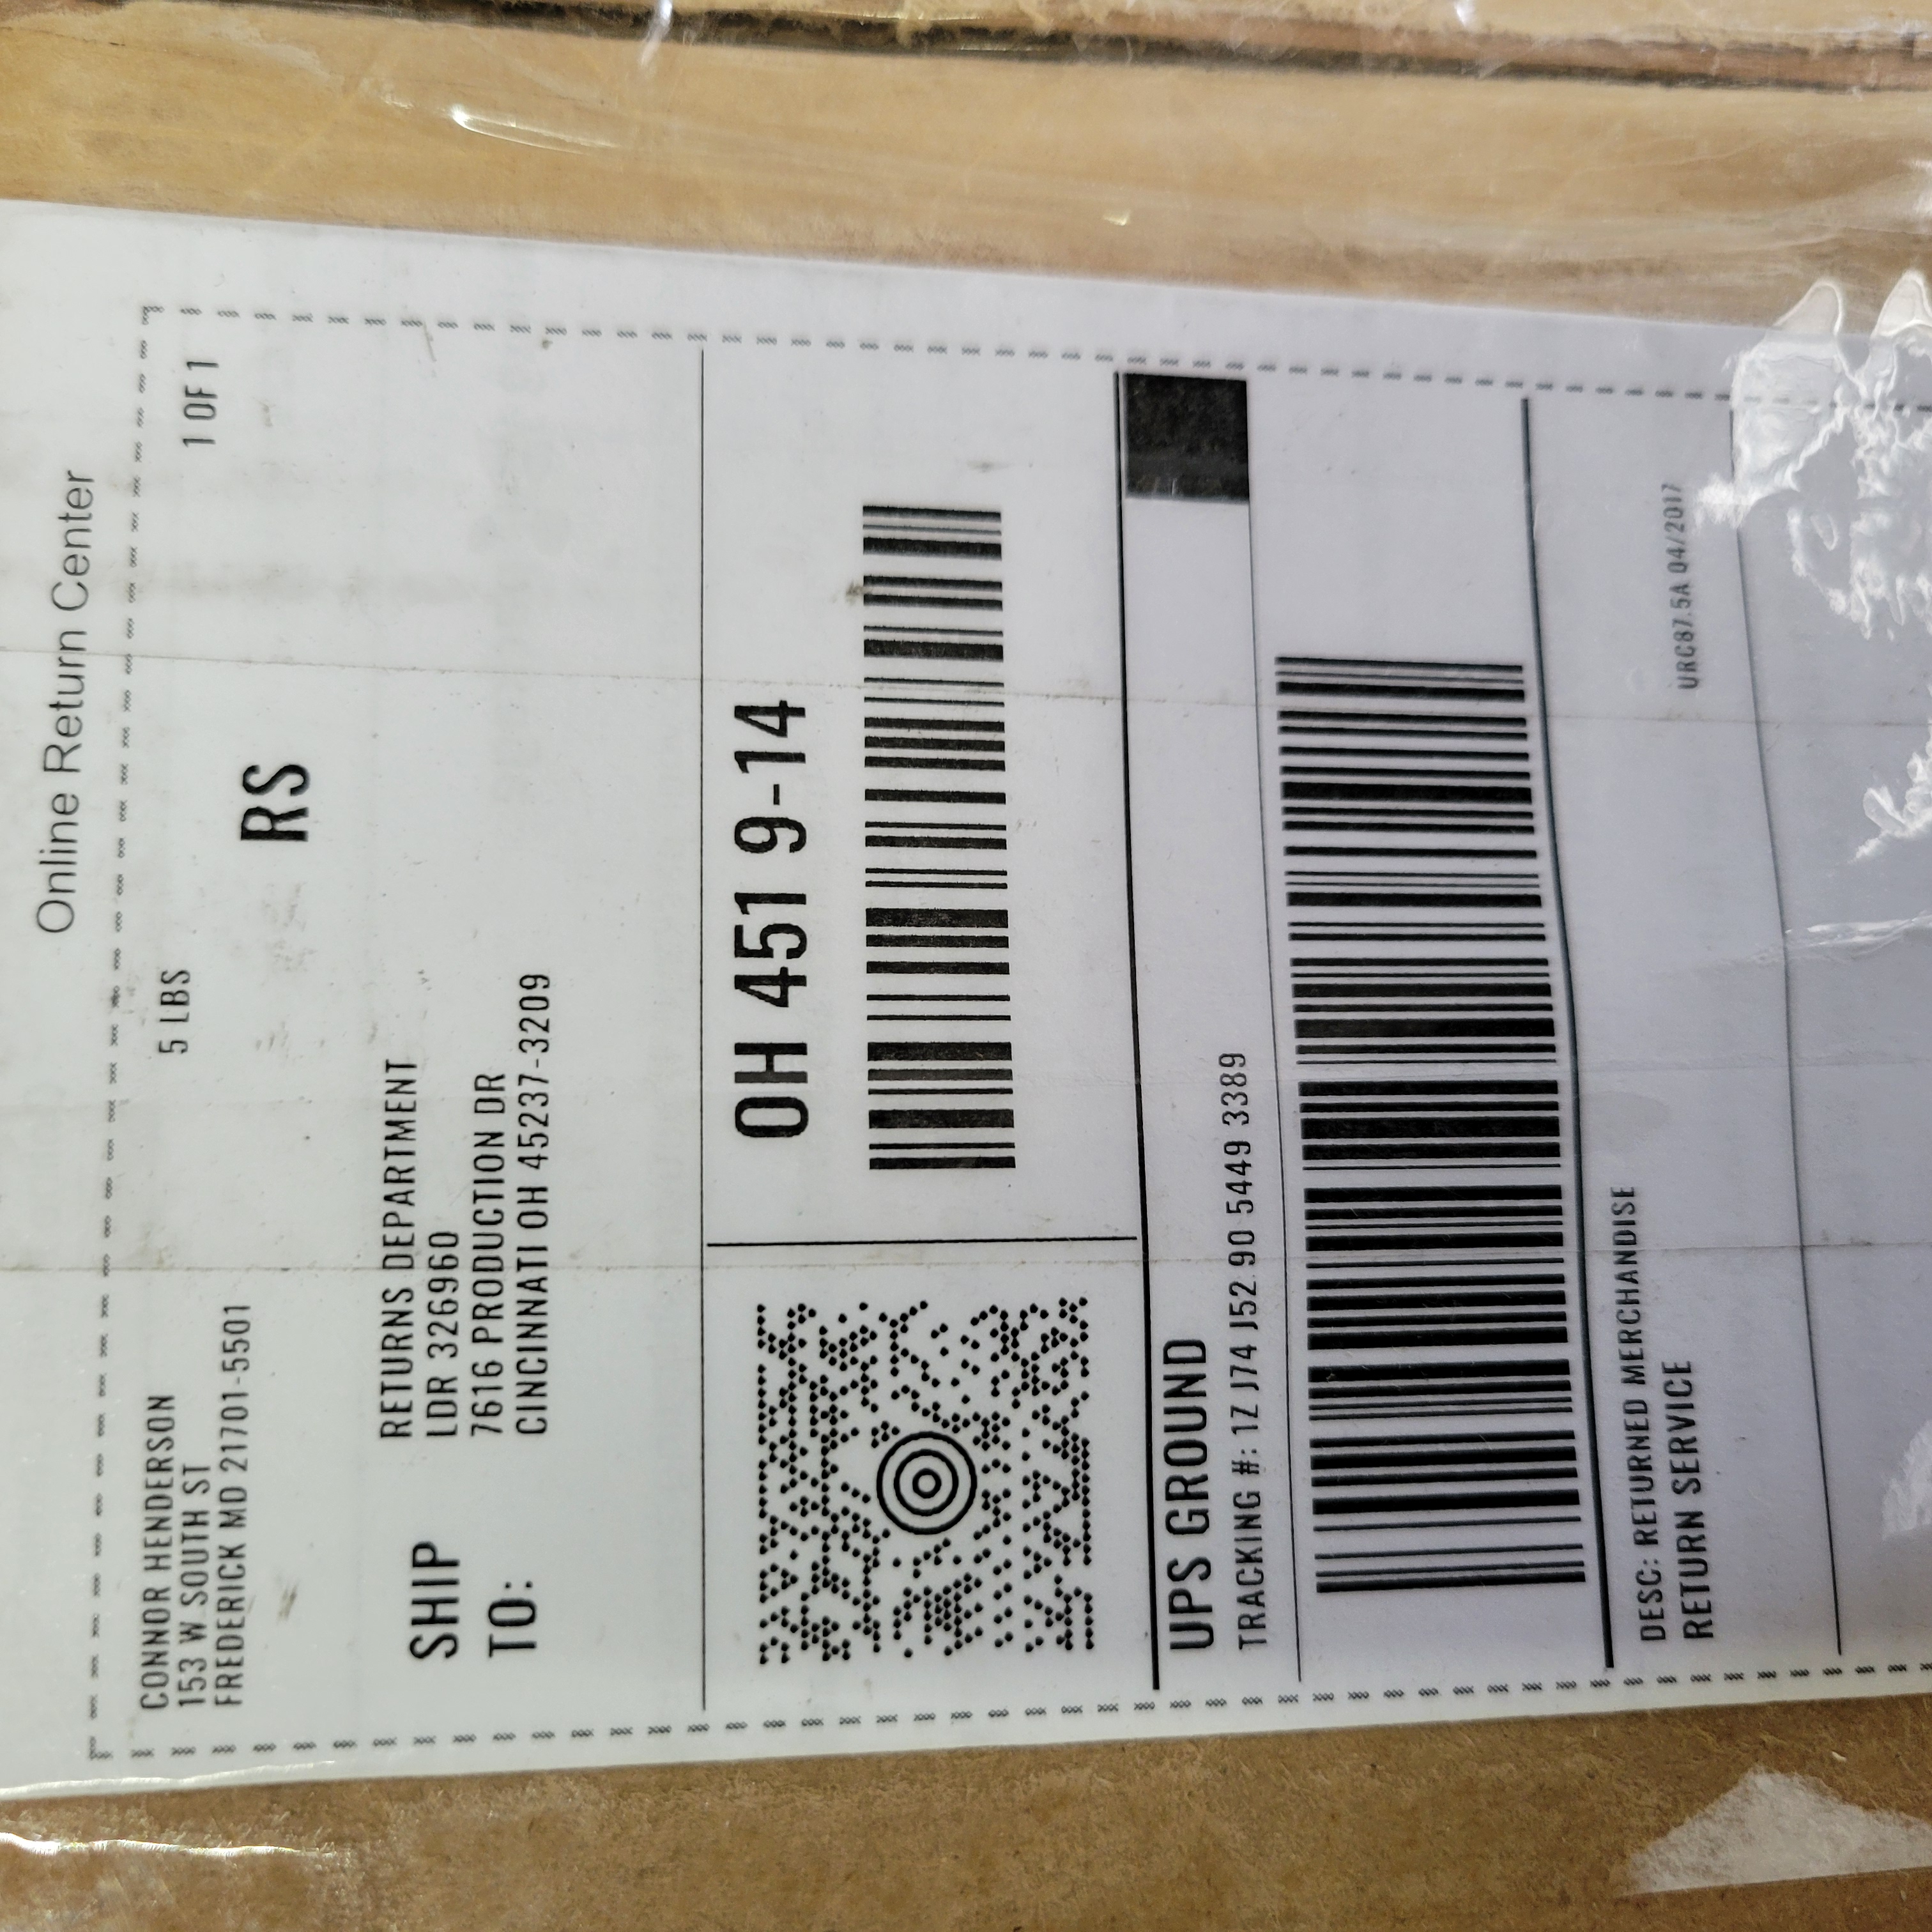 Online Return Center
CONNOR HENDERSON
153 W SOUTH ST
FREDERICK MD 21701-5501
5 LBS
1 OF 1
RS
SHIP
TO:
RETURNS DEPARTMENT
LDR 326960
7616 PRODUCTION DR
CINCINNATI OH 45237-3209
OH 451 9-14
UPS GROUND
TRACKING #: 1Z J74 J52 90 5449 3389
DESC: RETURNED MERCHANDISE
RETURN SERVICE
URC87.5A 04/2017